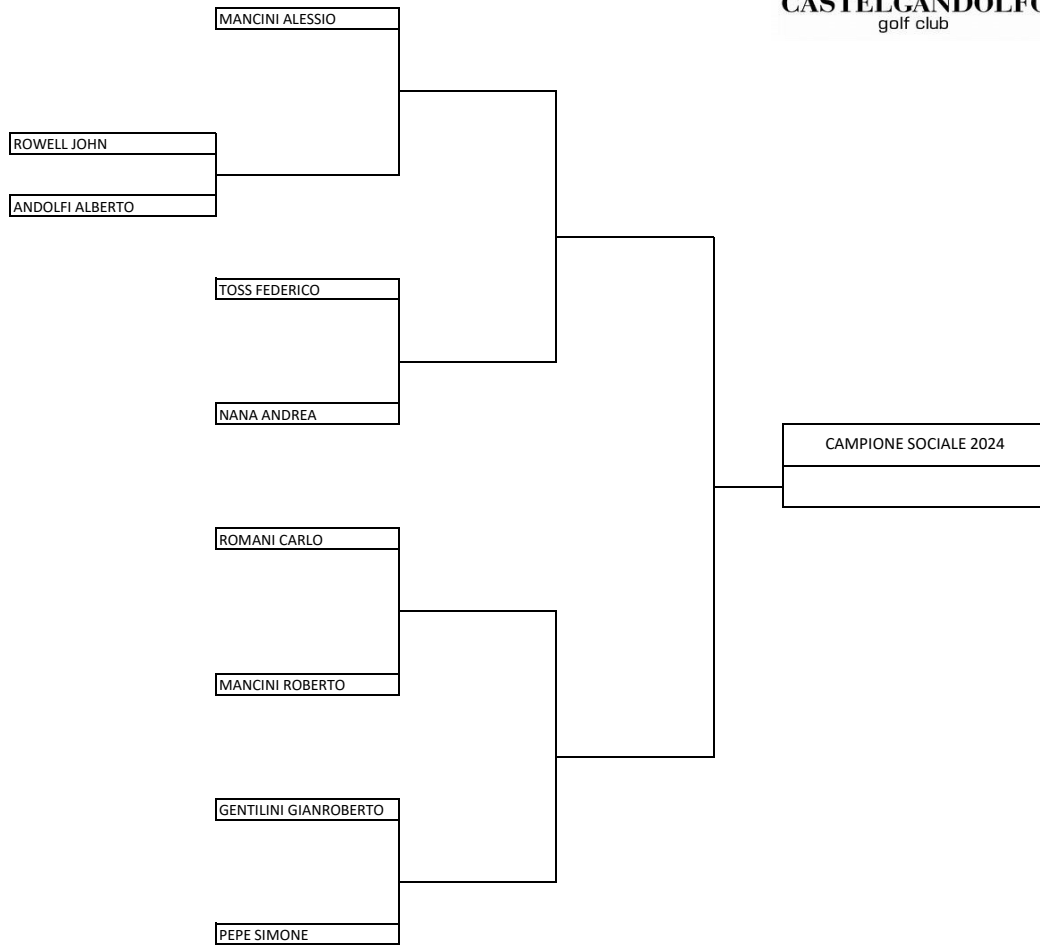 CASTELGANDOLFO
golf club
MANCINI ALESSIO
ROWELL JOHN
ANDOLFI ALBERTO
TOSS FEDERICO
NANA ANDREA
CAMPIONE SOCIALE 2024
ROMANI CARLO
MANCINI ROBERTO
GENTILINI GIANROBERTO
PEPE SIMONE